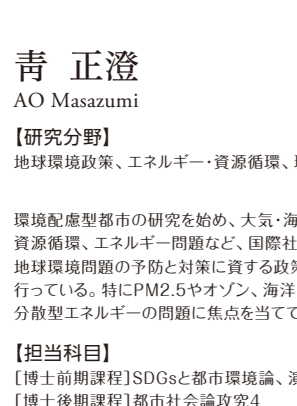 青 正澄
AO Masazumi
【研究分野】
地球環境政策、エネルギー・資源循環、
環境配慮型都市の研究を始め、大気・海
資源循環、エネルギー問題など、国際社
地球環境問題の予防と対策に資する政策
行っている。特にPM2.5やオゾン、海洋
分散型エネルギーの問題に焦点を当てて
【担当科目】
[博士前期課程]SDGsと都市環境論、演
[博士後期課程]都市社会論攻究4